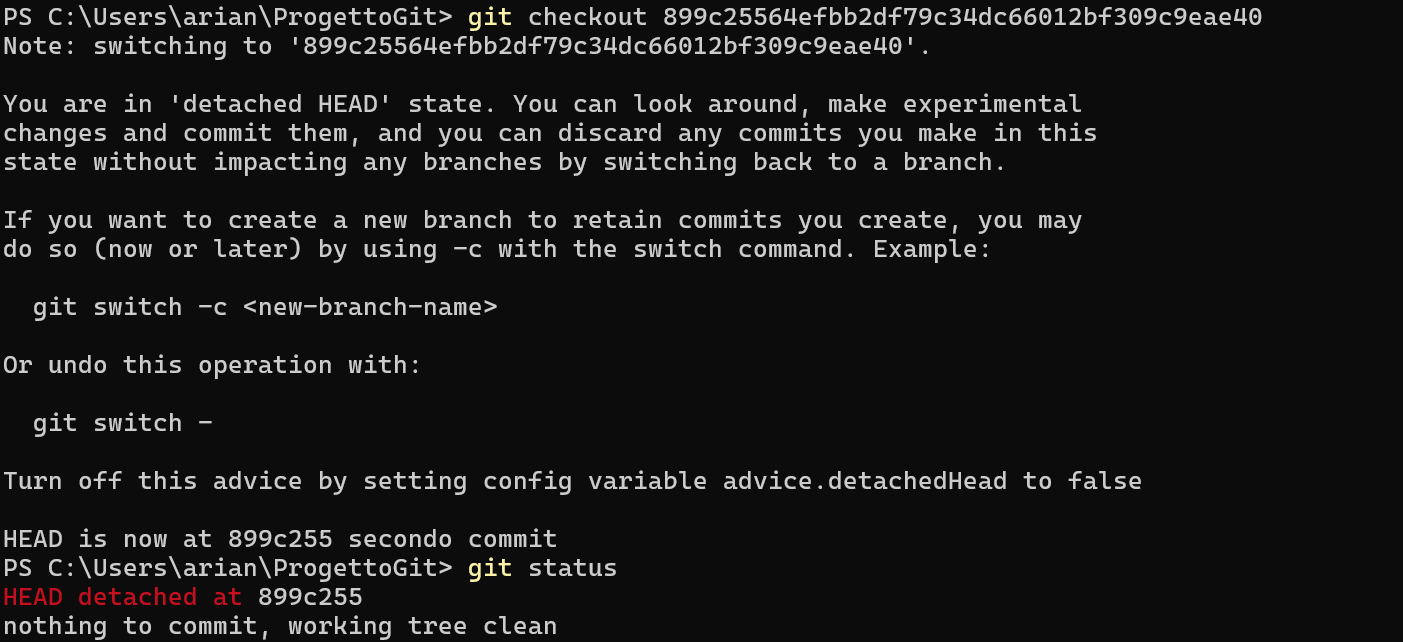 PS C:\Users\arian\ProgettoGit> git checkout 899c25564efbb2df79c34dc66012bf309c9eae40
Note: switching to '899c25564efbb2df79c34dc66012bf309c9eae40'.

You are in 'detached HEAD' state. You can look around, make experimental
changes and commit them, and you can discard any commits you make in this
state without impacting any branches by switching back to a branch.

If you want to create a new branch to retain commits you create, you may
do so (now or later) by using -c with the switch command. Example:

  git switch -c <new-branch-name>

Or undo this operation with:

  git switch -

Turn off this advice by setting config variable advice.detachedHead to false

HEAD is now at 899c255 secondo commit
PS C:\Users\arian\ProgettoGit> git status
HEAD detached at 899c255
nothing to commit, working tree clean